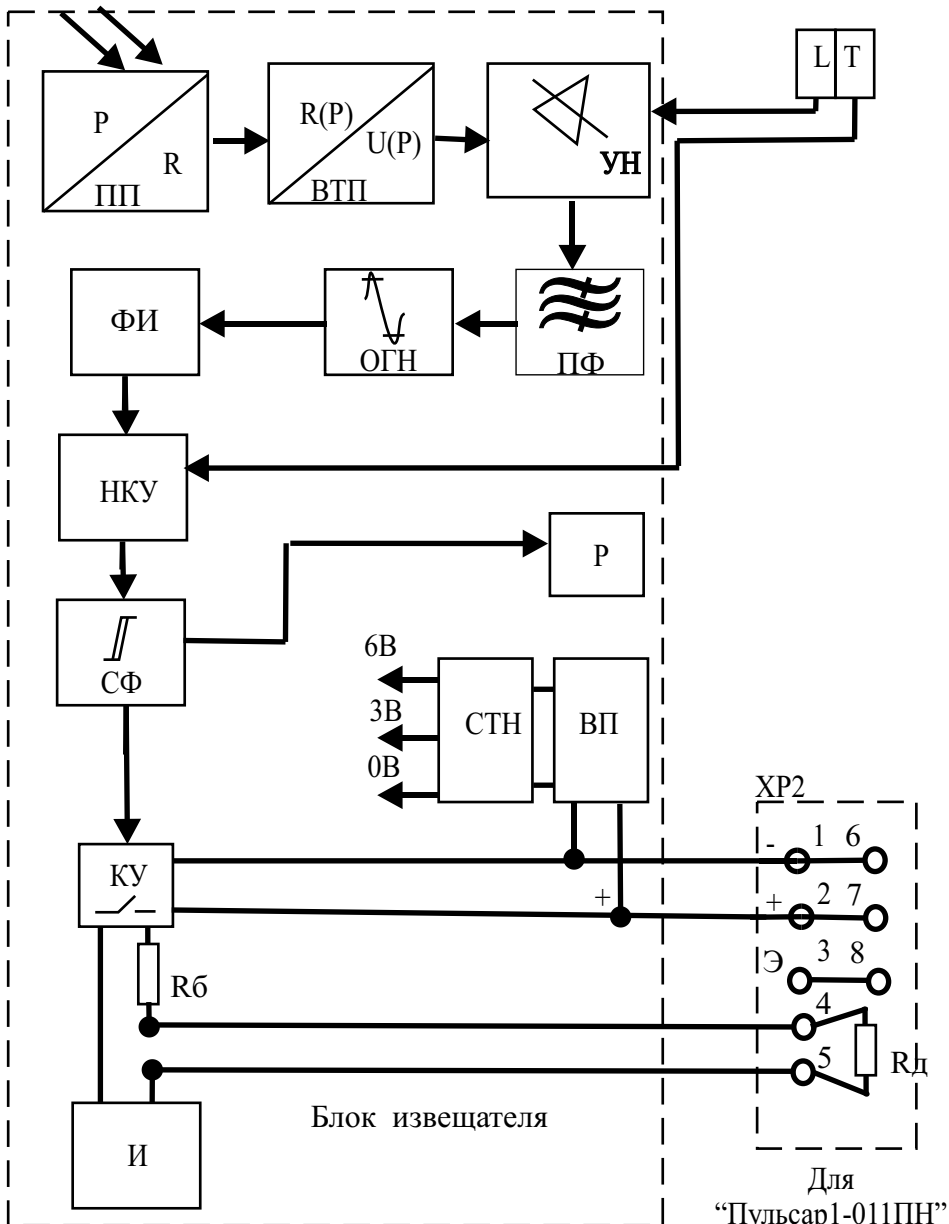 L T
P
R
ПП
R(P)
U(P)
ВТП
УН
ФИ
ОГН
ПФ
НКУ
P
СФ
6В
3В
0В
СТН
ВП
XP2
КУ
- 1 6
+
+ 2 7
Э 3 8
Rб
4
5
Rд
И
Блок извещателя
Для
“Пульсар1-011ПН”